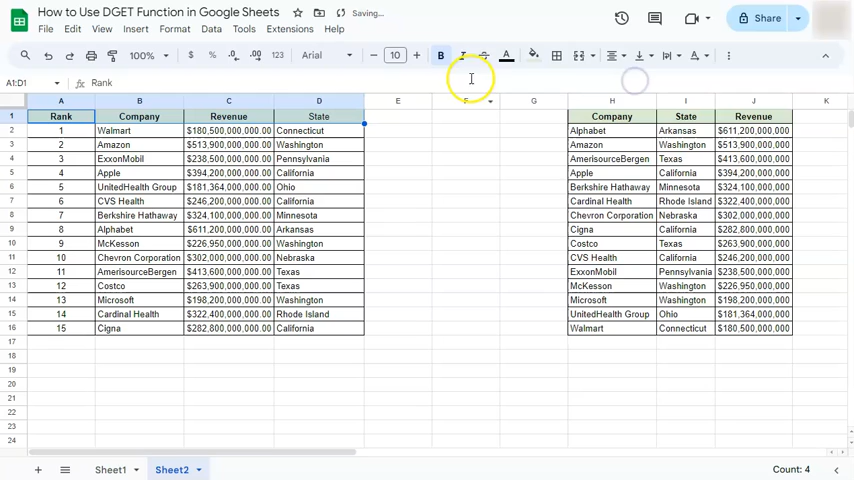 How to Use DGET Function in Google Sheets Saving...
File Edit View Insert Format Data Tools Extensions Help
Share
100% $ % .0 .00 123 Arial 10 B I S A
A1:D1 fx Rank
A B C D E F G H I J K
1 Rank Company Revenue State Company State Revenue
2 1 Walmart $180,500,000,000.00 Connecticut Alphabet Arkansas $611,200,000,000
3 2 Amazon $513,900,000,000.00 Washington Amazon Washington $513,900,000,000
4 3 ExxonMobil $238,500,000,000.00 Pennsylvania AmerisourceBergen Texas $413,600,000,000
5 4 Apple $394,200,000,000.00 California Apple California $394,200,000,000
6 5 UnitedHealth Group $181,364,000,000.00 Ohio Berkshire Hathaway Minnesota $324,100,000,000
7 6 CVS Health $246,200,000,000.00 California Cardinal Health Rhode Island $322,400,000,000
8 7 Berkshire Hathaway $324,100,000,000.00 Minnesota Chevron Corporation Nebraska $302,000,000,000
9 8 Alphabet $611,200,000,000.00 Arkansas Cigna California $282,800,000,000
10 9 McKesson $226,950,000,000.00 Washington Costco Texas $263,900,000,000
11 10 Chevron Corporation $302,000,000,000.00 Nebraska CVS Health California $246,200,000,000
12 11 AmerisourceBergen $413,600,000,000.00 Texas ExxonMobil Pennsylvania $238,500,000,000
13 12 Costco $263,900,000,000.00 Texas McKesson Washington $226,950,000,000
14 13 Microsoft $198,200,000,000.00 Washington Microsoft Washington $198,200,000,000
15 14 Cardinal Health $322,400,000,000.00 Rhode Island UnitedHealth Group Ohio $181,364,000,000
16 15 Cigna $282,800,000,000.00 California Walmart Connecticut $180,500,000,000
17
18
19
20
21
22
23
24
Sheet1 Sheet2 Count: 4